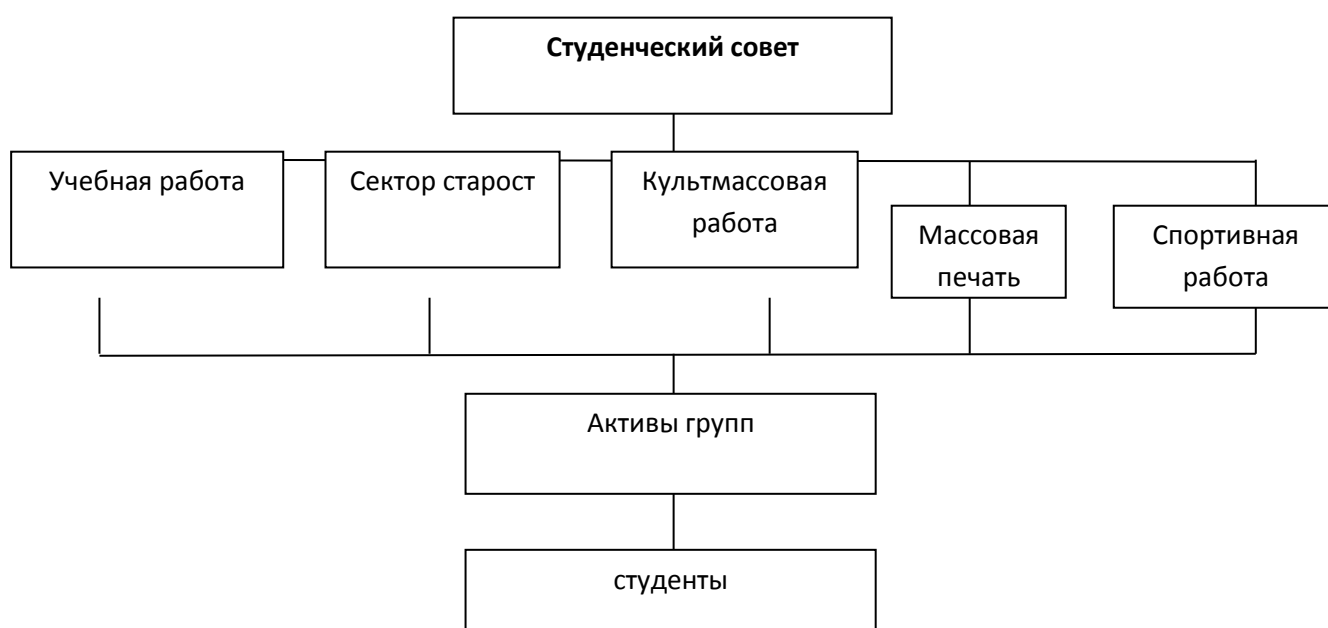 Студенческий совет
Учебная работа
Сектор старост
Культмассовая
работа
Массовая
печать
Спортивная
работа
Активы групп
студенты